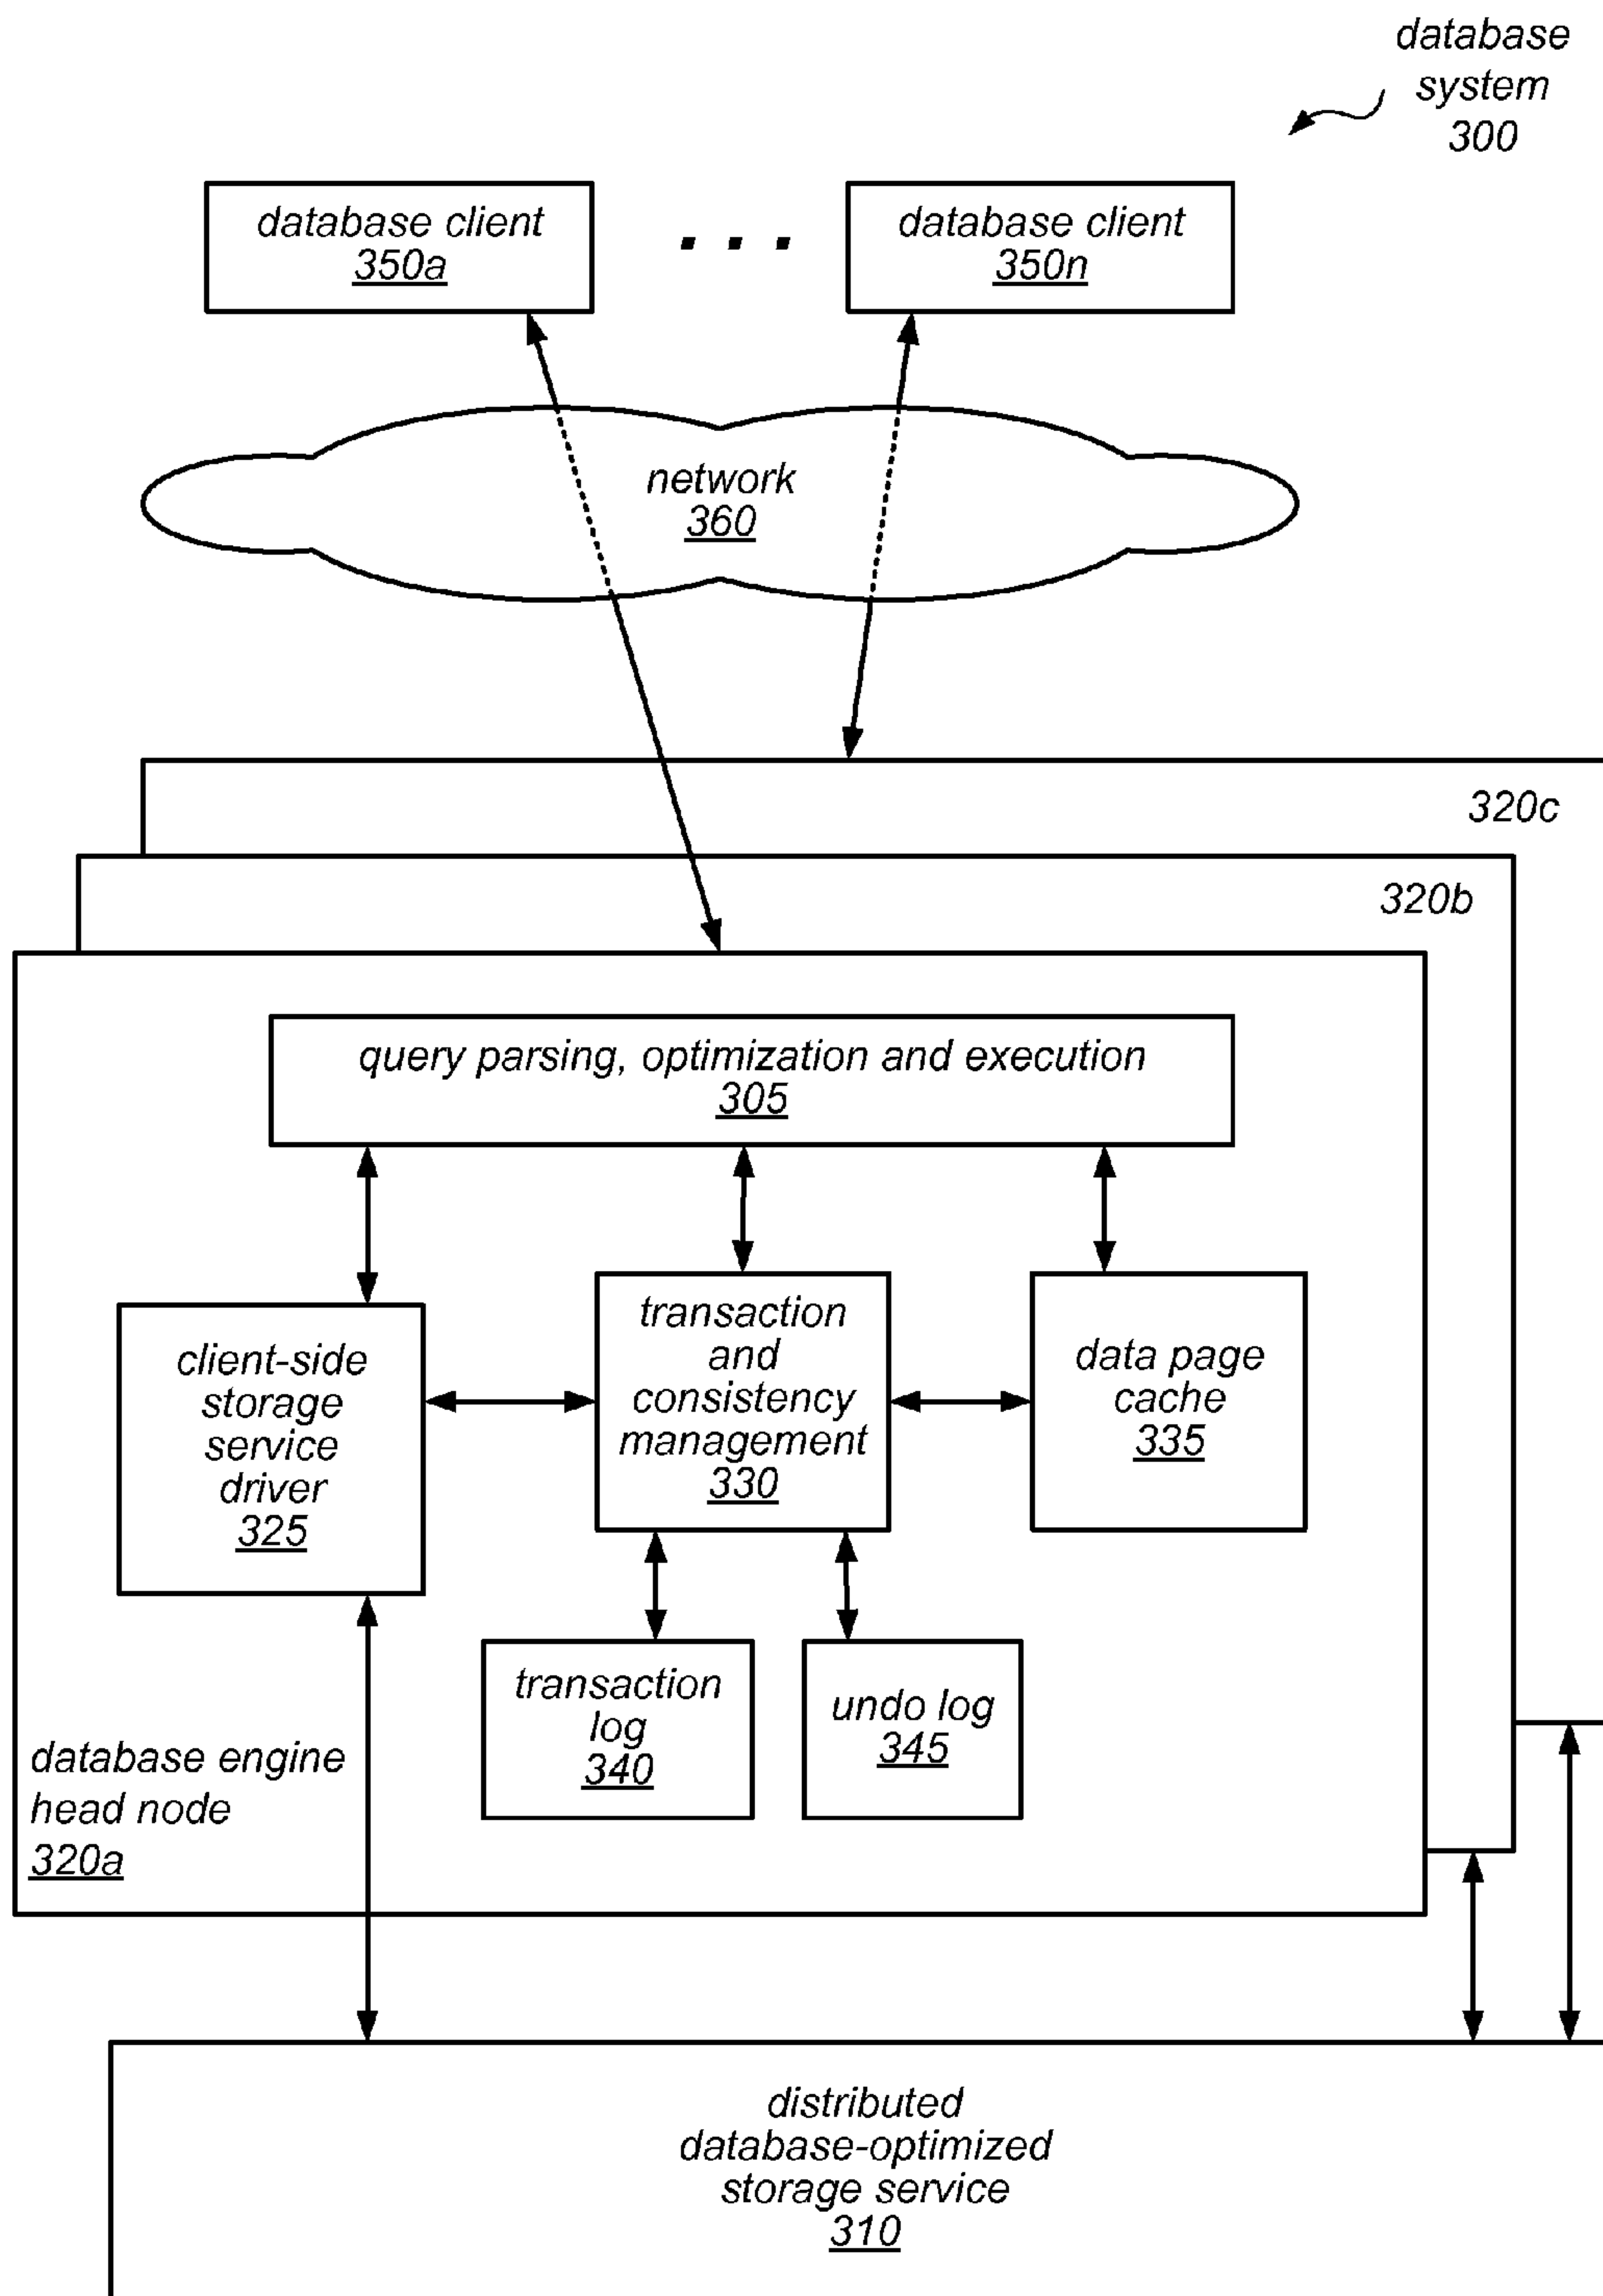 database
system
300
database client
350a
. . .
database client
350n
network
360
320c
320b
query parsing, optimization and execution
305
client-side
storage
service
driver
325
transaction
and
consistency
management
330
data page
cache
335
transaction
log
340
undo log
345
database engine
head node
320a
distributed
database-optimized
storage service
310